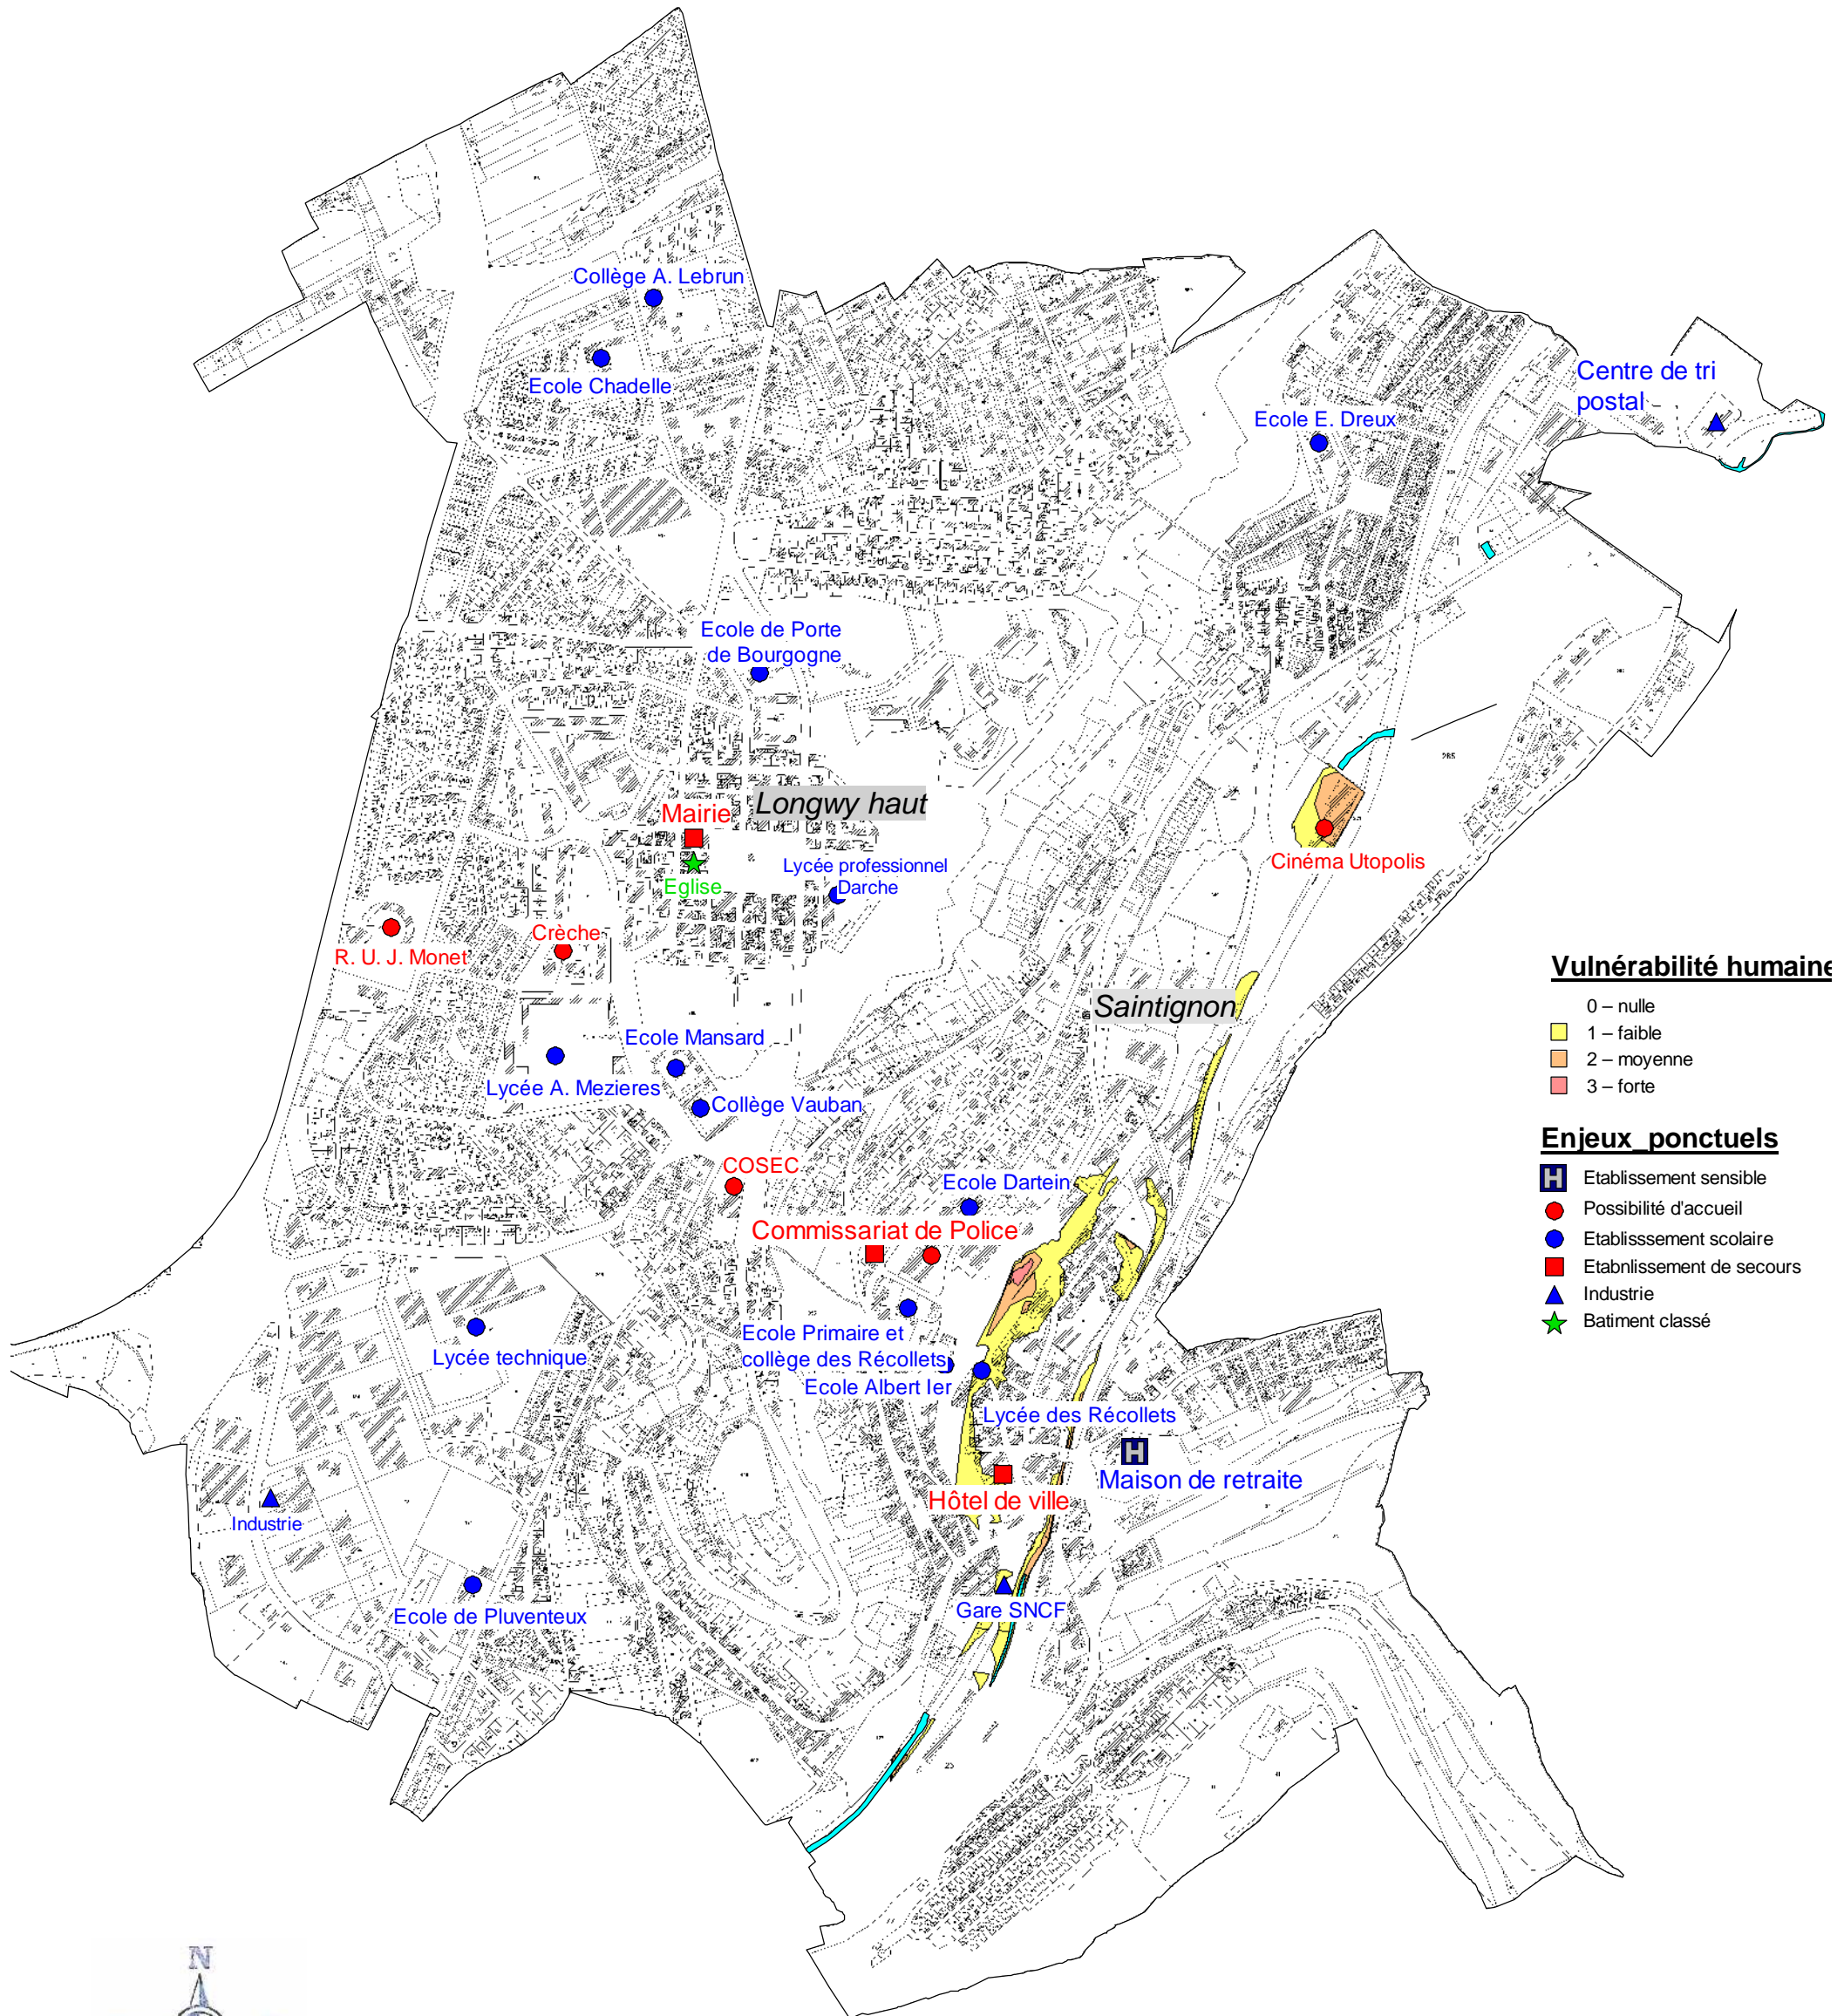 Collège A. Lebrun
Ecole Chadelle
Centre de tri
postal
Ecole E. Dreux
Ecole de Porte
de Bourgogne
Longwy haut
Mairie
Eglise
Lycée professionnel
Darche
Cinéma Utopolis
285
Crèche
R. U. J. Monet
Saintignon
Vulnérabilité humaine
0 – nulle
1 – faible
2 – moyenne
3 – forte
Ecole Mansard
Lycée A. Mezieres
Collège Vauban
Enjeux_ponctuels
H Etablissement sensible
Possibilité d'accueil
Etablisssement scolaire
Etabnlissement de secours
Industrie
Batiment classé
COSEC
Ecole Dartein
Commissariat de Police
Ecole Primaire et
collège des Récollets
Ecole Albert Ier
Lycée technique
Lycée des Récollets
H
Maison de retraite
Hôtel de ville
Industrie
Gare SNCF
Ecole de Pluventeux
25
N